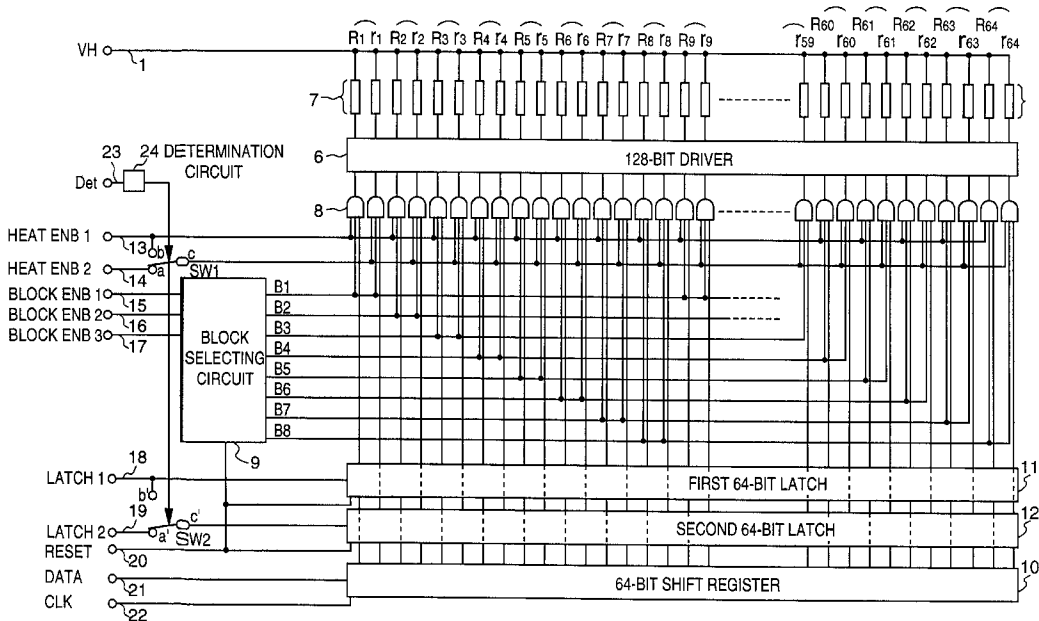 R1 r1 R2 r2 R3 r3 R4 r4 R5 r5 R6 r6 R7 r7 R8 r8 R9 r9 r59 R60 r60 R61 r61 R62 r62 R63 r63 R64 r64
VH
1
7
6
128-BIT DRIVER
23
24 DETERMINATION CIRCUIT
Det
8
HEAT ENB 1
13
b
c
HEAT ENB 2
14
a
SW1
BLOCK ENB 1
15
BLOCK ENB 2
16
BLOCK ENB 3
17
BLOCK
SELECTING
CIRCUIT
B1
B2
B3
B4
B5
B6
B7
B8
9
LATCH 1
18
b'
FIRST 64-BIT LATCH
11
LATCH 2
19
a'
c'
SW2
SECOND 64-BIT LATCH
12
RESET
20
DATA
21
64-BIT SHIFT REGISTER
10
CLK
22